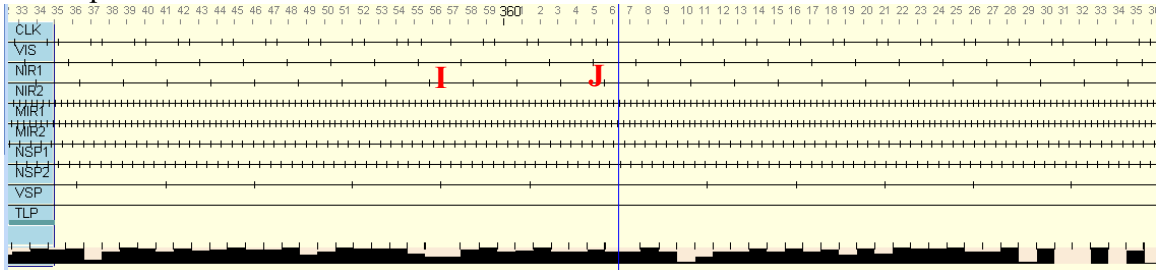 33 34 35 36 37 38 39 40 41 42 43 44 45 46 47 48 49 50 51 52 53 54 55 56 57 58 59 360 1 2 3 4 5 6 7 8 9 10 11 12 13 14 15 16 17 18 19 20 21 22 23 24 25 26 27 28 29 30 31 32 33 34 35
CLK
VIS
NIR1 I J
NIR2
MIR1
MIR2
NSP1
NSP2
VSP
TLP